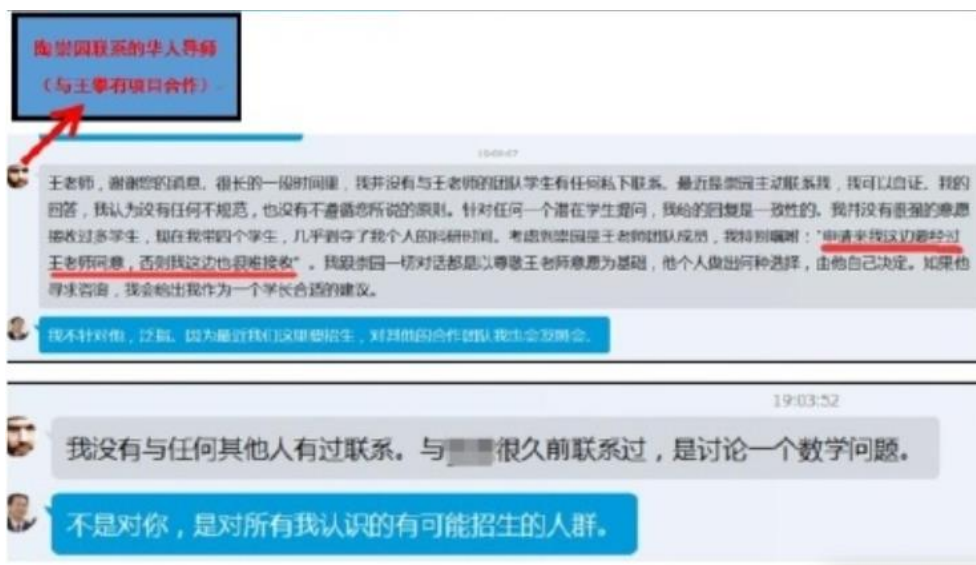 陶崇园联系的华人导师
（与王攀有项目合作）
19:00:07
王老师，谢谢您的消息。很长的一段时间里，我并没有与王老师的团队学生有任何私下联系。最近是崇园主动联系我，我可以自证。我的
回答，我认为没有任何不规范，也没有不遵循您所说的原则。针对任何一个潜在学生提问，我给的回复是一致性的。我并没有很强的意愿
接收过多学生，现在我带四个学生，几乎剥夺了我个人的科研时间。考虑到崇园是王老师团队成员，我特别嘱咐："申请来我这边要经过
王老师同意，否则我这边也很难接收"。我跟崇园一切对话都是以尊敬王老师意愿为基础，他个人做出何种选择，由他自己决定。如果他
寻求咨询，我会给出我作为一个学长合适的建议。
我不针对他，泛指。因为最近我们这里要招生，对其他的合作团队我也会发慨会。
19:03:52
我没有与任何其他人有过联系。与 很久前联系过，是讨论一个数学问题。
不是对你，是对所有我认识的有可能招生的人群。